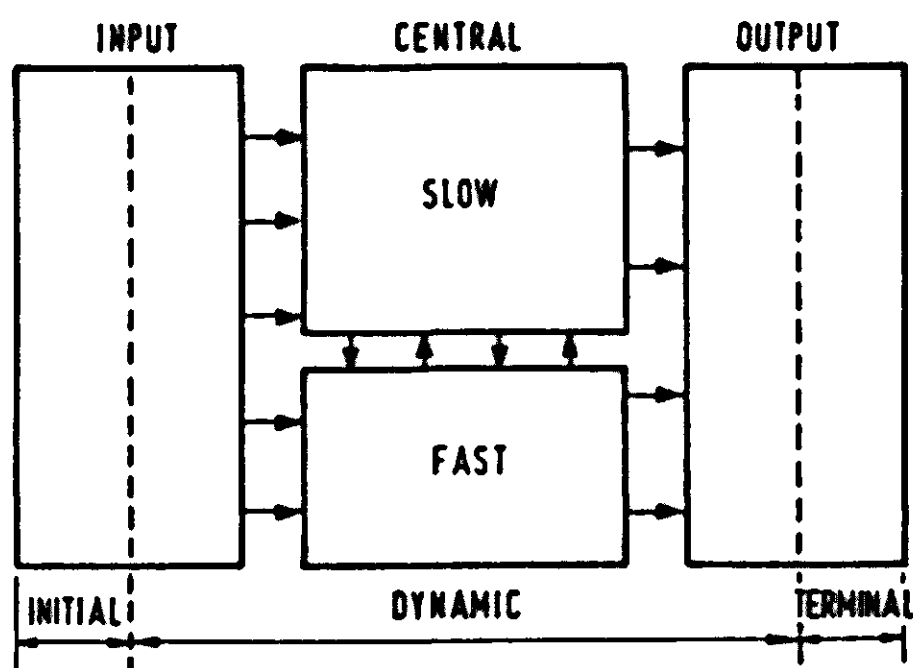 INPUT CENTRAL OUTPUT
SLOW
FAST
INITIAL DYNAMIC TERMINAL